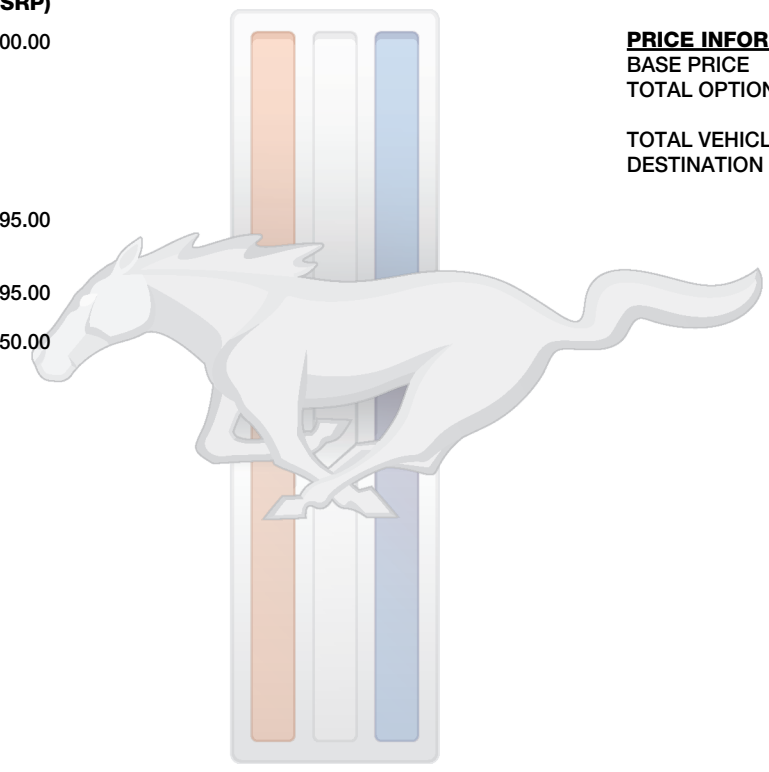 SRP)
00.00
95.00
95.00
50.00
PRICE INFOR
BASE PRICE
TOTAL OPTION
TOTAL VEHICL
DESTINATION